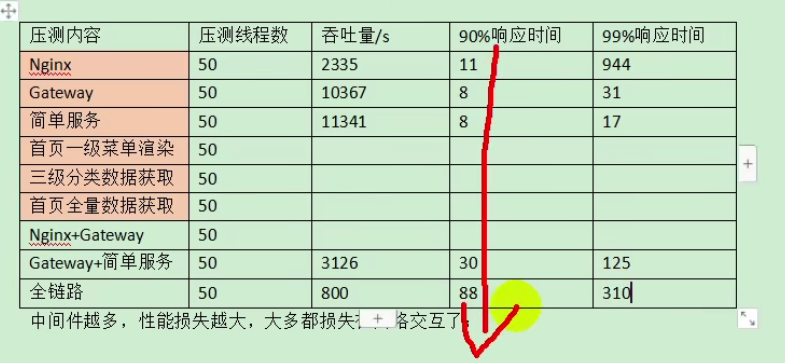 压测内容 压测线程数 吞吐量/s 90%响应时间 99%响应时间
Nginx 50 2335 11 944
Gateway 50 10367 8 31
简单服务 50 11341 8 17
首页一级菜单渲染 50
三级分类数据获取 50
首页全量数据获取 50
Nginx+Gateway 50
Gateway+简单服务 50 3126 30 125
全链路 50 800 88 310
中间件越多，性能损失越大，大多都损失 络交互了；